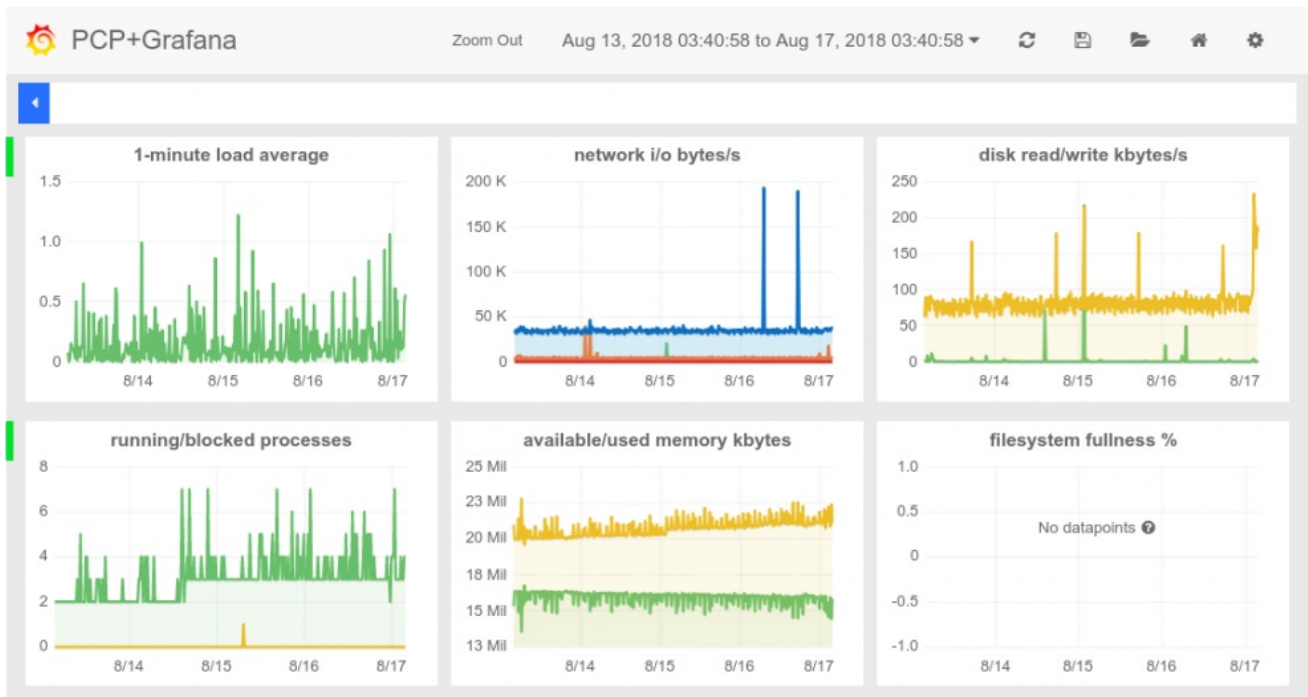 PCP+Grafana
Zoom Out
Aug 13, 2018 03:40:58 to Aug 17, 2018 03:40:58
1-minute load average
1.5
1.0
0.5
0
8/14 8/15 8/16 8/17
network i/o bytes/s
200 K
150 K
100 K
50 K
0
8/14 8/15 8/16 8/17
disk read/write kbytes/s
250
200
150
100
50
0
8/14 8/15 8/16 8/17
running/blocked processes
8
6
4
2
0
8/14 8/15 8/16 8/17
available/used memory kbytes
25 Mil
23 Mil
20 Mil
18 Mil
15 Mil
13 Mil
8/14 8/15 8/16 8/17
filesystem fullness %
1.0
0.5
No datapoints ?
0
-0.5
-1.0
8/14 8/15 8/16 8/17